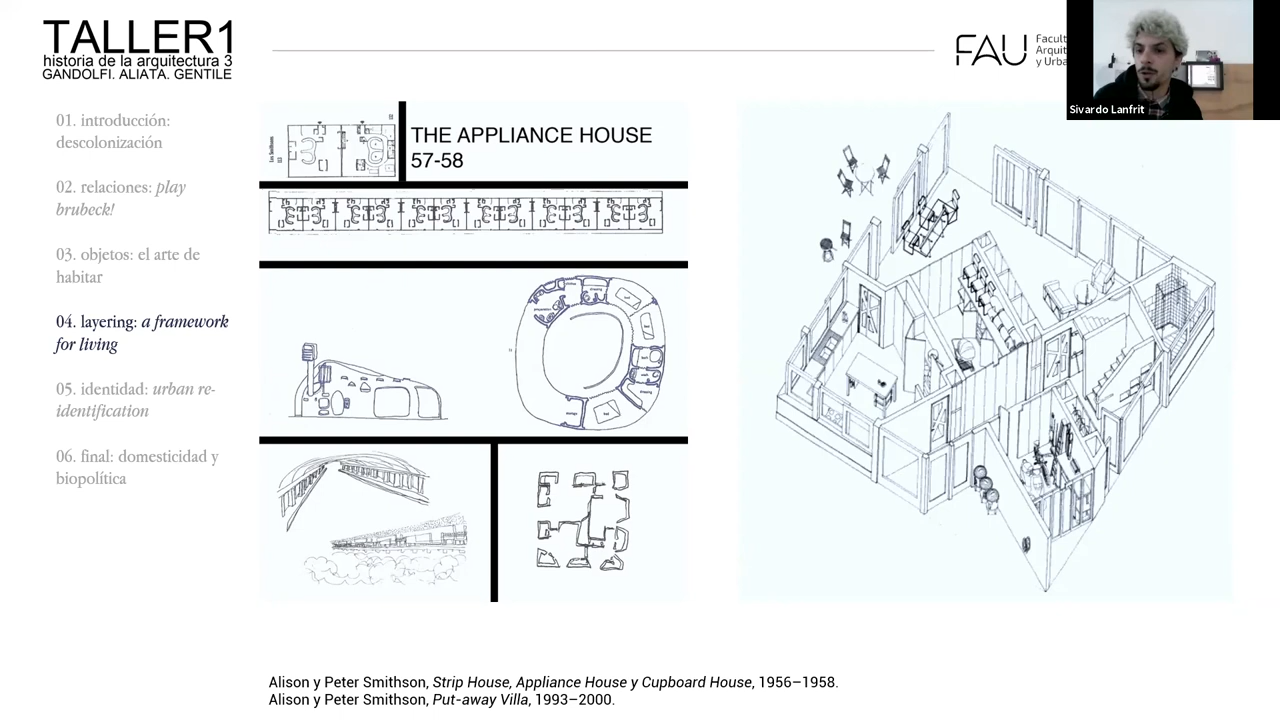 TALLER1
historia de la arquitectura 3
GANDOLFI. ALIATA. GENTILE
FAU
Facult
Arquit
y Urba
Sivardo Lanfrit
01. introducción:
descolonización
02. relaciones: play
brubeck!
03. objetos: el arte de
habitar
04. layering: a framework
for living
05. identidad: urban re-
identification
06. final: domesticidad y
biopolítica
THE APPLIANCE HOUSE
57-58
Alison y Peter Smithson, Strip House, Appliance House y Cupboard House, 1956–1958.
Alison y Peter Smithson, Put-away Villa, 1993–2000.